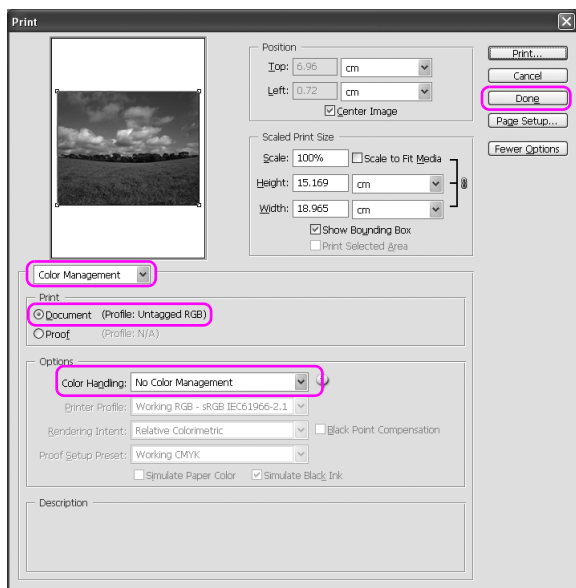 Print
Position
Top: 6.96 cm
Left: 0.72 cm
Center Image
Scaled Print Size
Scale: 100% Scale to Fit Media
Height: 15.169 cm
Width: 18.965 cm
Show Bounding Box
Print Selected Area
Print...
Cancel
Done
Page Setup...
Fewer Options
Color Management
Print
Document (Profile: Untagged RGB)
Proof (Profile: N/A)
Options
Color Handling: No Color Management
Printer Profile: Working RGB - sRGB IEC61966-2.1
Rendering Intent: Relative Colorimetric Black Point Compensation
Proof Setup Preset: Working CMYK
Simulate Paper Color Simulate Black Ink
Description